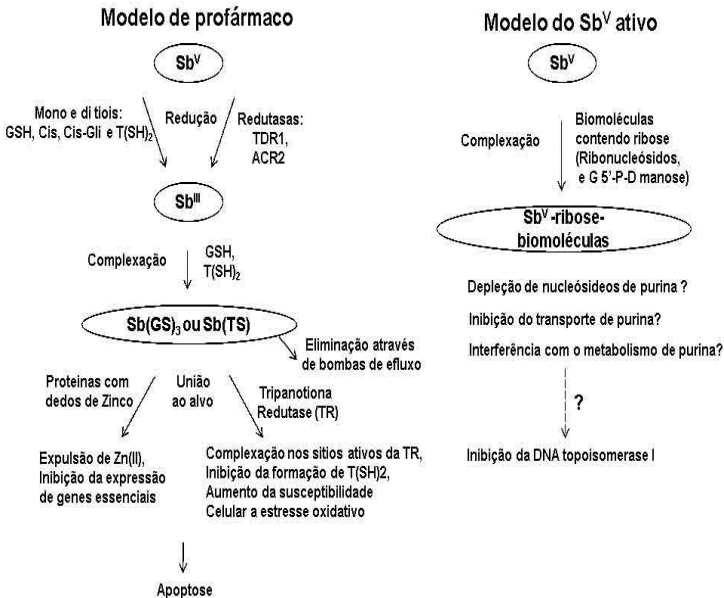 Modelo de profármaco
Sb^V
Mono e di tiois:
GSH, Cis, Cis-Gli e T(SH)₂
Redução
Redutasas:
TDR1,
ACR2
Sb^III
Complexação
GSH,
T(SH)₂
Sb(GS)₃ ou Sb(TS)
Eliminação através
de bombas de efluxo
Proteinas com
dedos de Zinco
União
ao alvo
Tripanotiona
Redutase (TR)
Expulsão de Zn(II),
Inibição da expressão
de genes essenciais
Complexação nos sitios ativos da TR,
Inibição da formação de T(SH)2,
Aumento da susceptibilidade
Celular a estresse oxidativo
Apoptose
Modelo do Sb^V ativo
Sb^V
Complexação
Biomoléculas
contendo ribose
(Ribonucleósidos,
e G 5'-P-D manose)
Sb^V -ribose-
biomoléculas
Depleção de nucleósideos de purina ?
Inibição do transporte de purina?
Interferência com o metabolismo de purina?
?
Inibição da DNA topoisomerase I